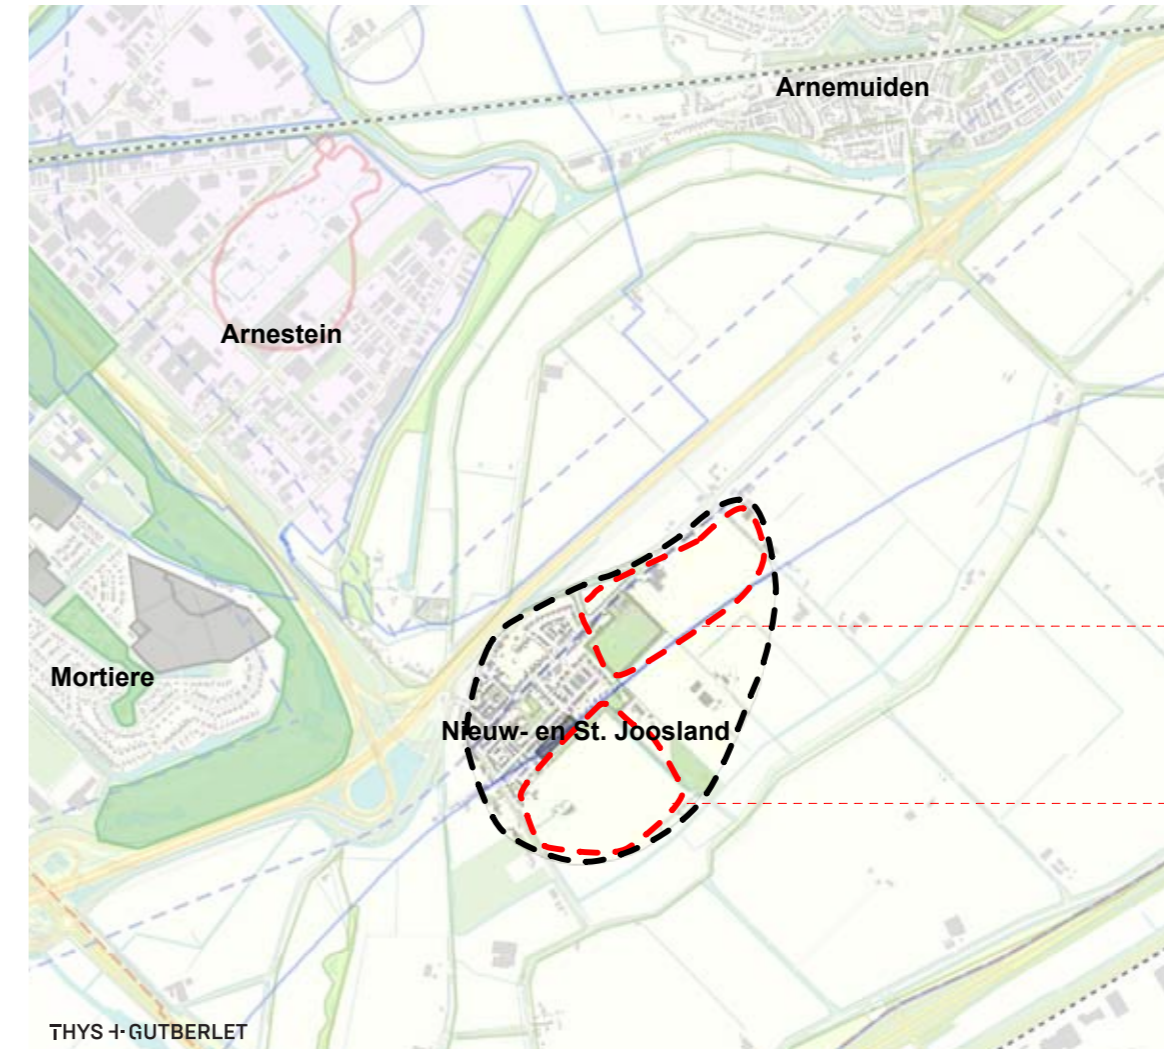 Arnemuiden
Arnestein
Mortiere
Nieuw- en St. Joosland
THYS + GUTBERLET